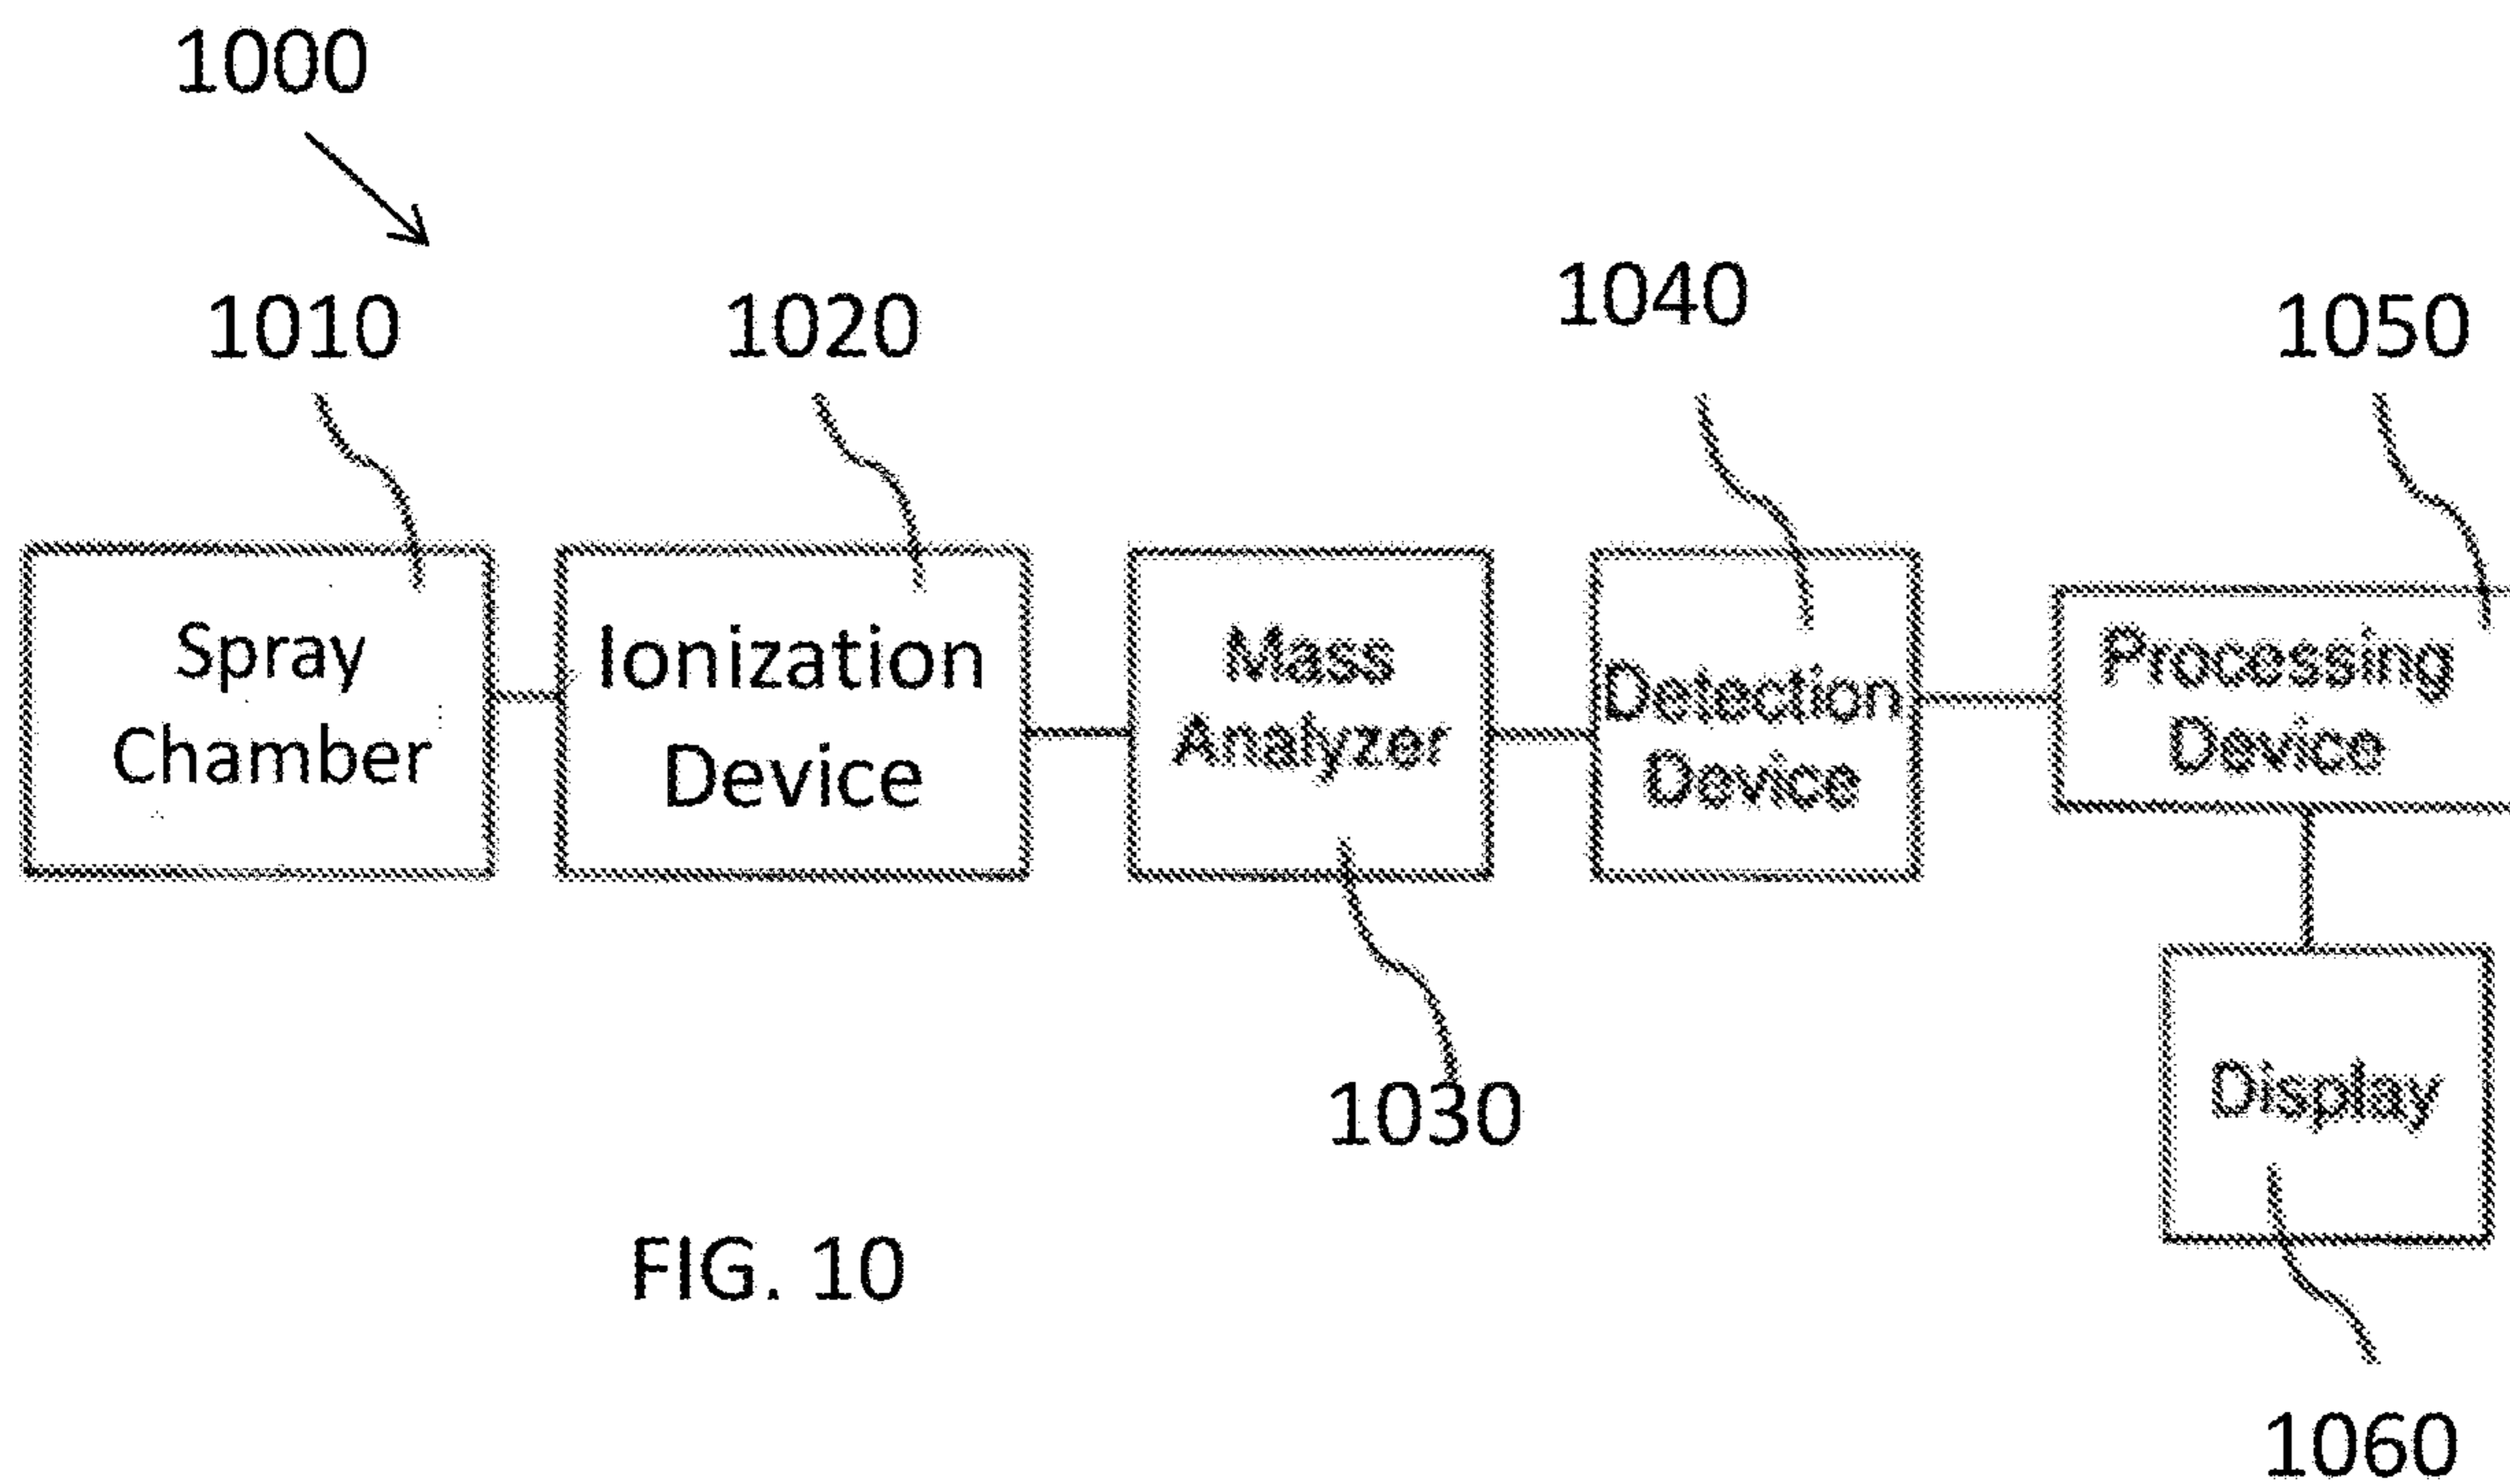 1000
1010
1020
1040
1050
Spray
Chamber
Ionization
Device
Mass
Analyzer
Detection
Device
Processing
Device
1030
Display
FIG. 10
1060